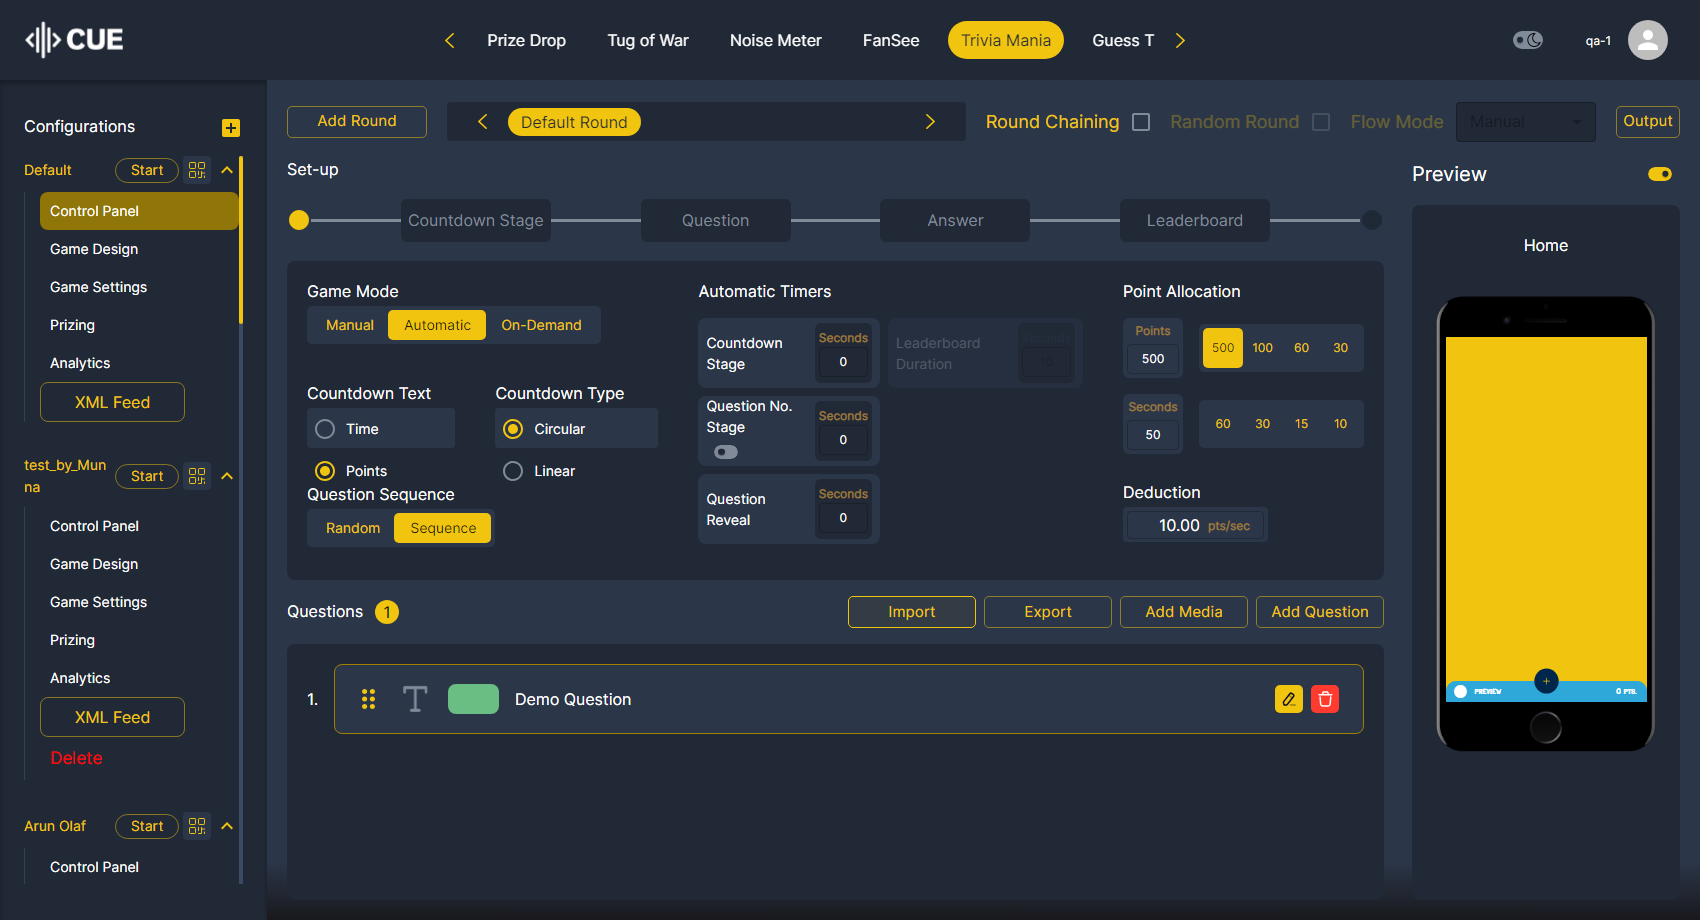 CUE
Prize Drop
Tug of War
Noise Meter
FanSee
Trivia Mania
Guess T
qa-1
Configurations
Default
Start
Control Panel
Game Design
Game Settings
Prizing
Analytics
XML Feed
test_by_Mun
na
Start
Control Panel
Game Design
Game Settings
Prizing
Analytics
XML Feed
Delete
Arun Olaf
Start
Control Panel
Add Round
Default Round
Round Chaining
Random Round
Flow Mode
Manual
Output
Set-up
Countdown Stage
Question
Answer
Leaderboard
Game Mode
Manual
Automatic
On-Demand
Countdown Text
Time
Points
Countdown Type
Circular
Linear
Question Sequence
Random
Sequence
Automatic Timers
Countdown
Stage
Seconds
0
Leaderboard
Duration
Seconds
10
Question No.
Stage
Seconds
0
Question
Reveal
Seconds
0
Point Allocation
Points
500
500
100
60
30
Seconds
50
60
30
15
10
Deduction
10.00 pts/sec
Questions 1
Import
Export
Add Media
Add Question
1.
T
Demo Question
Preview
Home
PREVIEW
0 PTS.